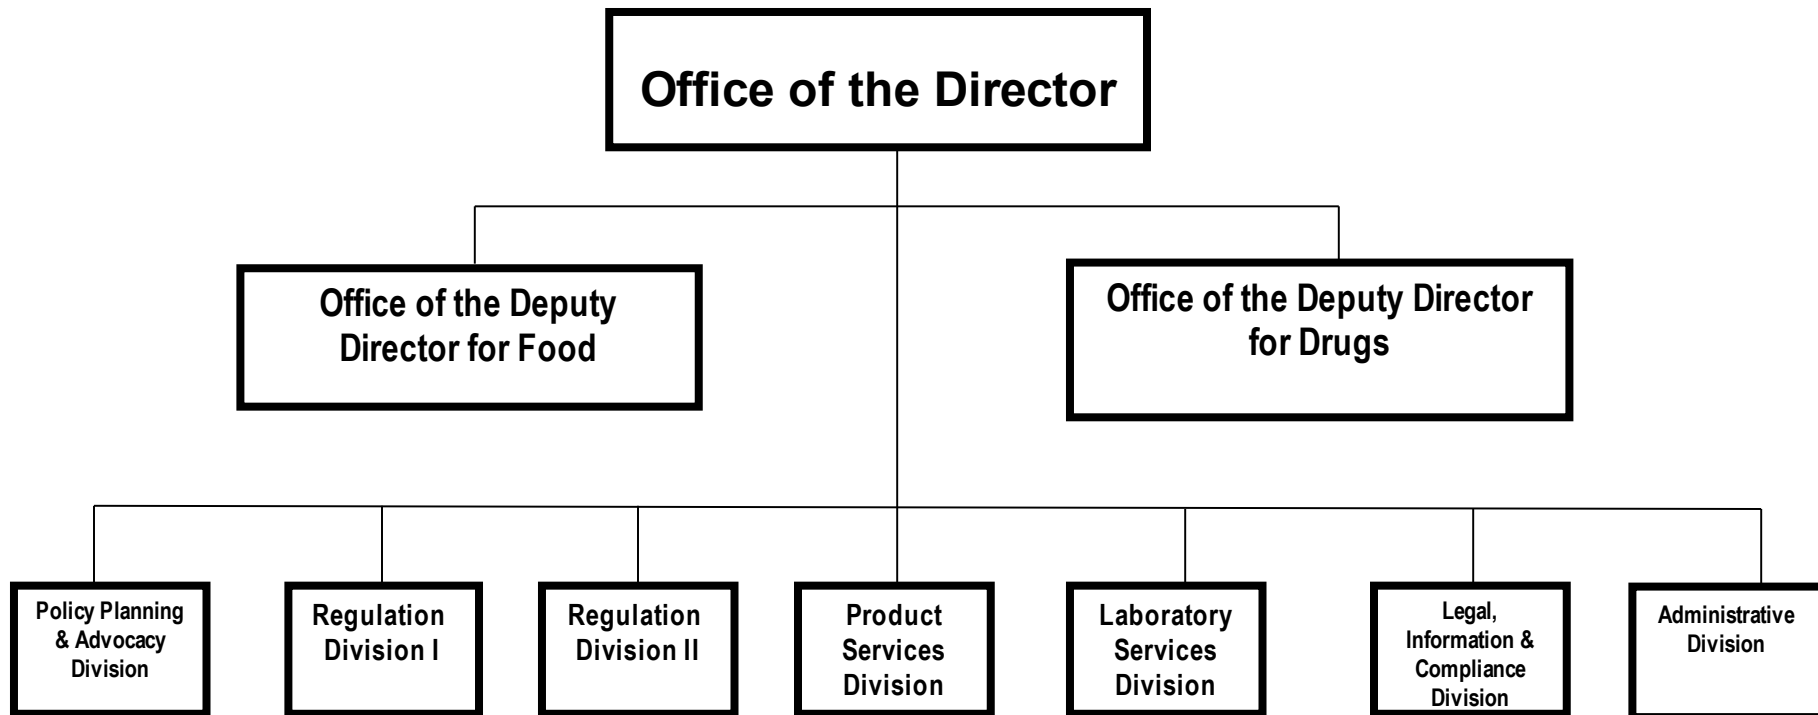 Office of the Director
Office of the Deputy
Director for Food
Office of the Deputy Director
for Drugs
Policy Planning
& Advocacy
Division
Regulation
Division I
Regulation
Division II
Product
Services
Division
Laboratory
Services
Division
Legal,
Information &
Compliance
Division
Administrative
Division